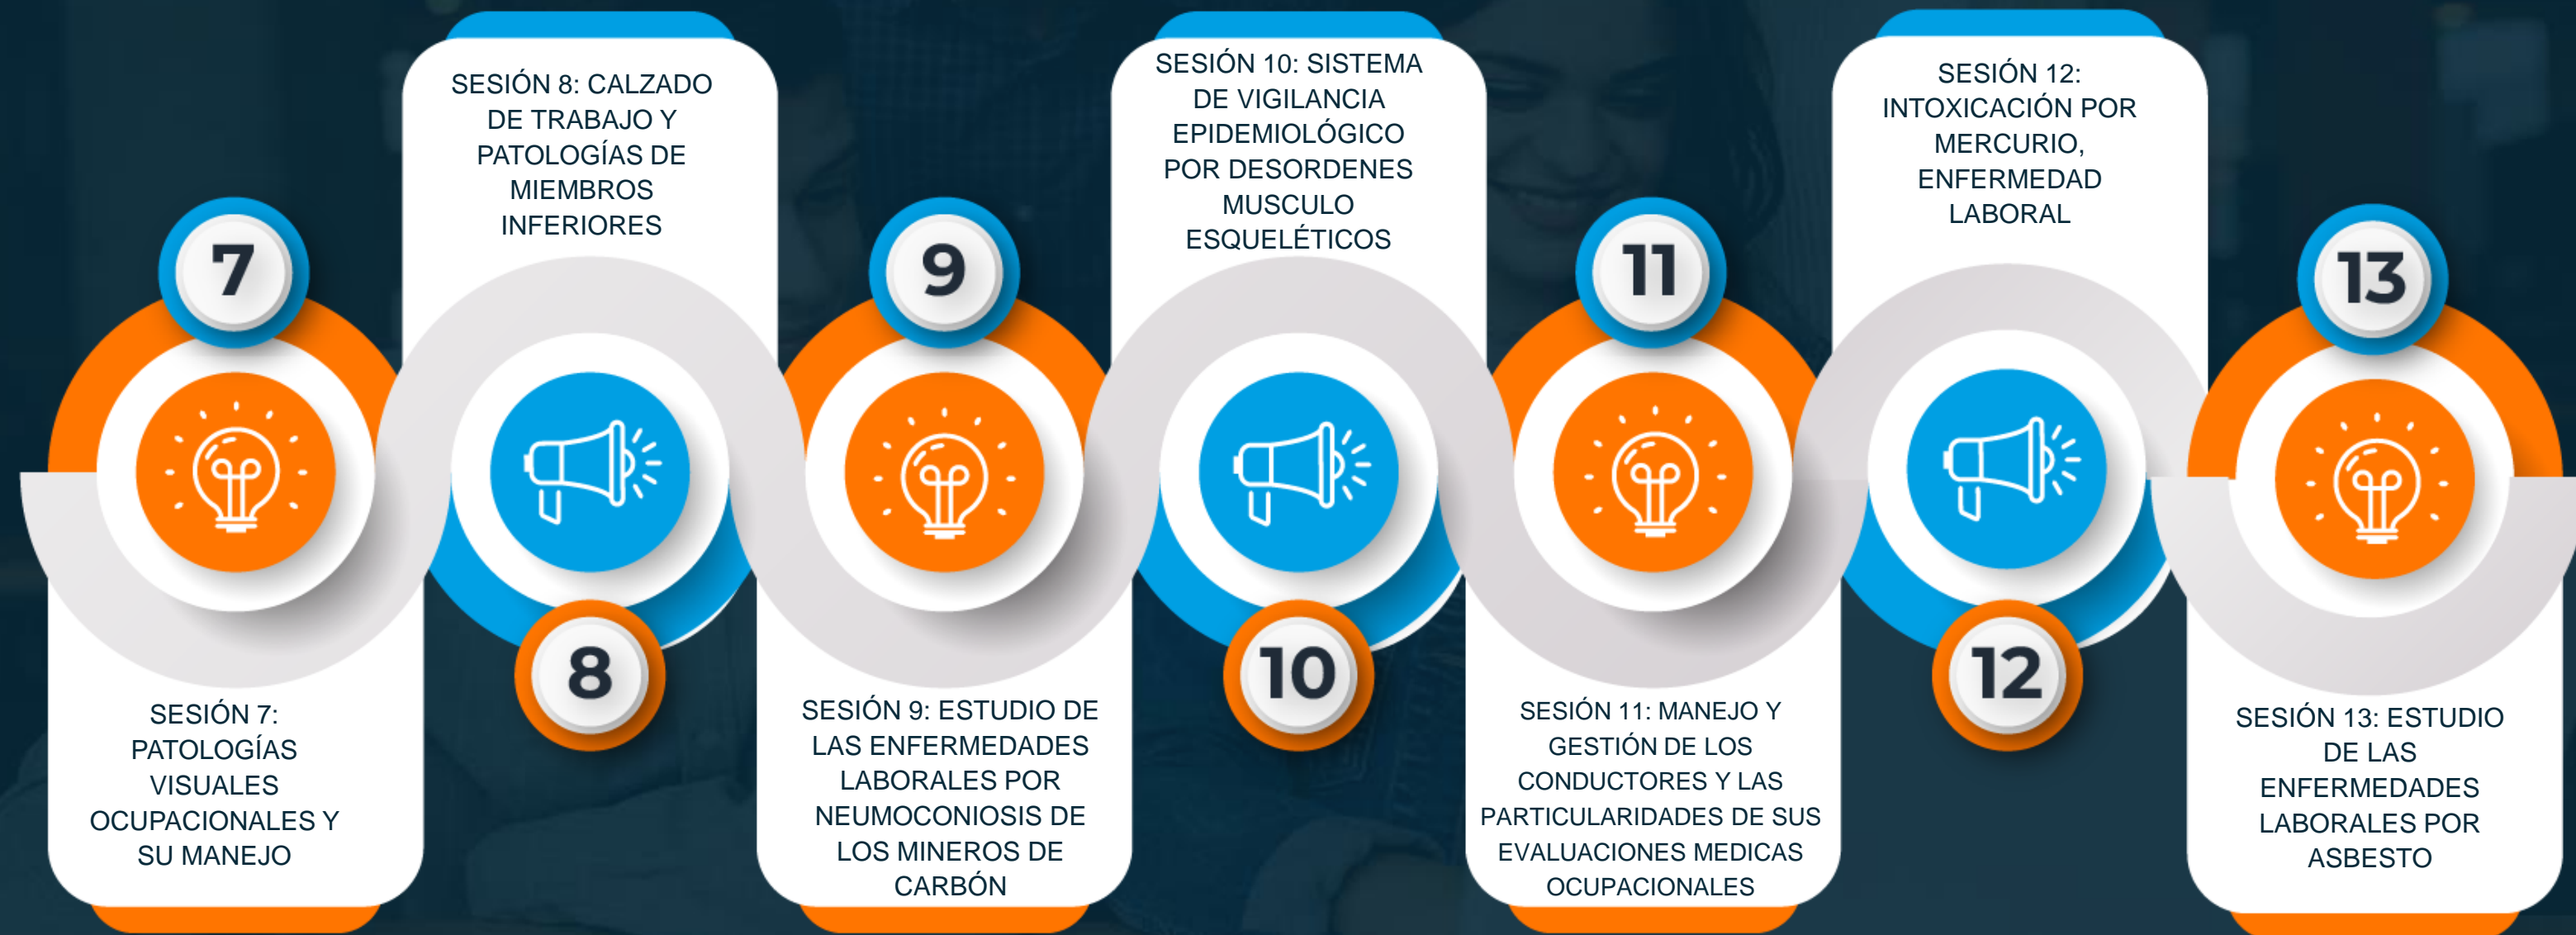 7
SESIÓN 7:
PATOLOGÍAS
VISUALES
OCUPACIONALES Y
SU MANEJO
SESIÓN 8: CALZADO
DE TRABAJO Y
PATOLOGÍAS DE
MIEMBROS
INFERIORES
8
9
SESIÓN 9: ESTUDIO DE
LAS ENFERMEDADES
LABORALES POR
NEUMOCONIOSIS DE
LOS MINEROS DE
CARBÓN
SESIÓN 10: SISTEMA
DE VIGILANCIA
EPIDEMIOLÓGICO
POR DESORDENES
MUSCULO
ESQUELÉTICOS
10
11
SESIÓN 11: MANEJO Y
GESTIÓN DE LOS
CONDUCTORES Y LAS
PARTICULARIDADES DE SUS
EVALUACIONES MEDICAS
OCUPACIONALES
SESIÓN 12:
INTOXICACIÓN POR
MERCURIO,
ENFERMEDAD
LABORAL
12
13
SESIÓN 13: ESTUDIO
DE LAS
ENFERMEDADES
LABORALES POR
ASBESTO